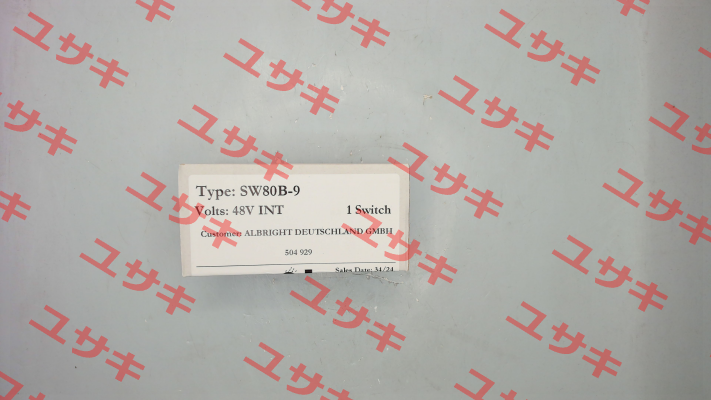 Type: SW80B-9
Volts: 48V INT 1 Switch
Customer: ALBRIGHT DEUTSCHLAND GMBH
504 929
Sales Date: 34/24
ユサキ